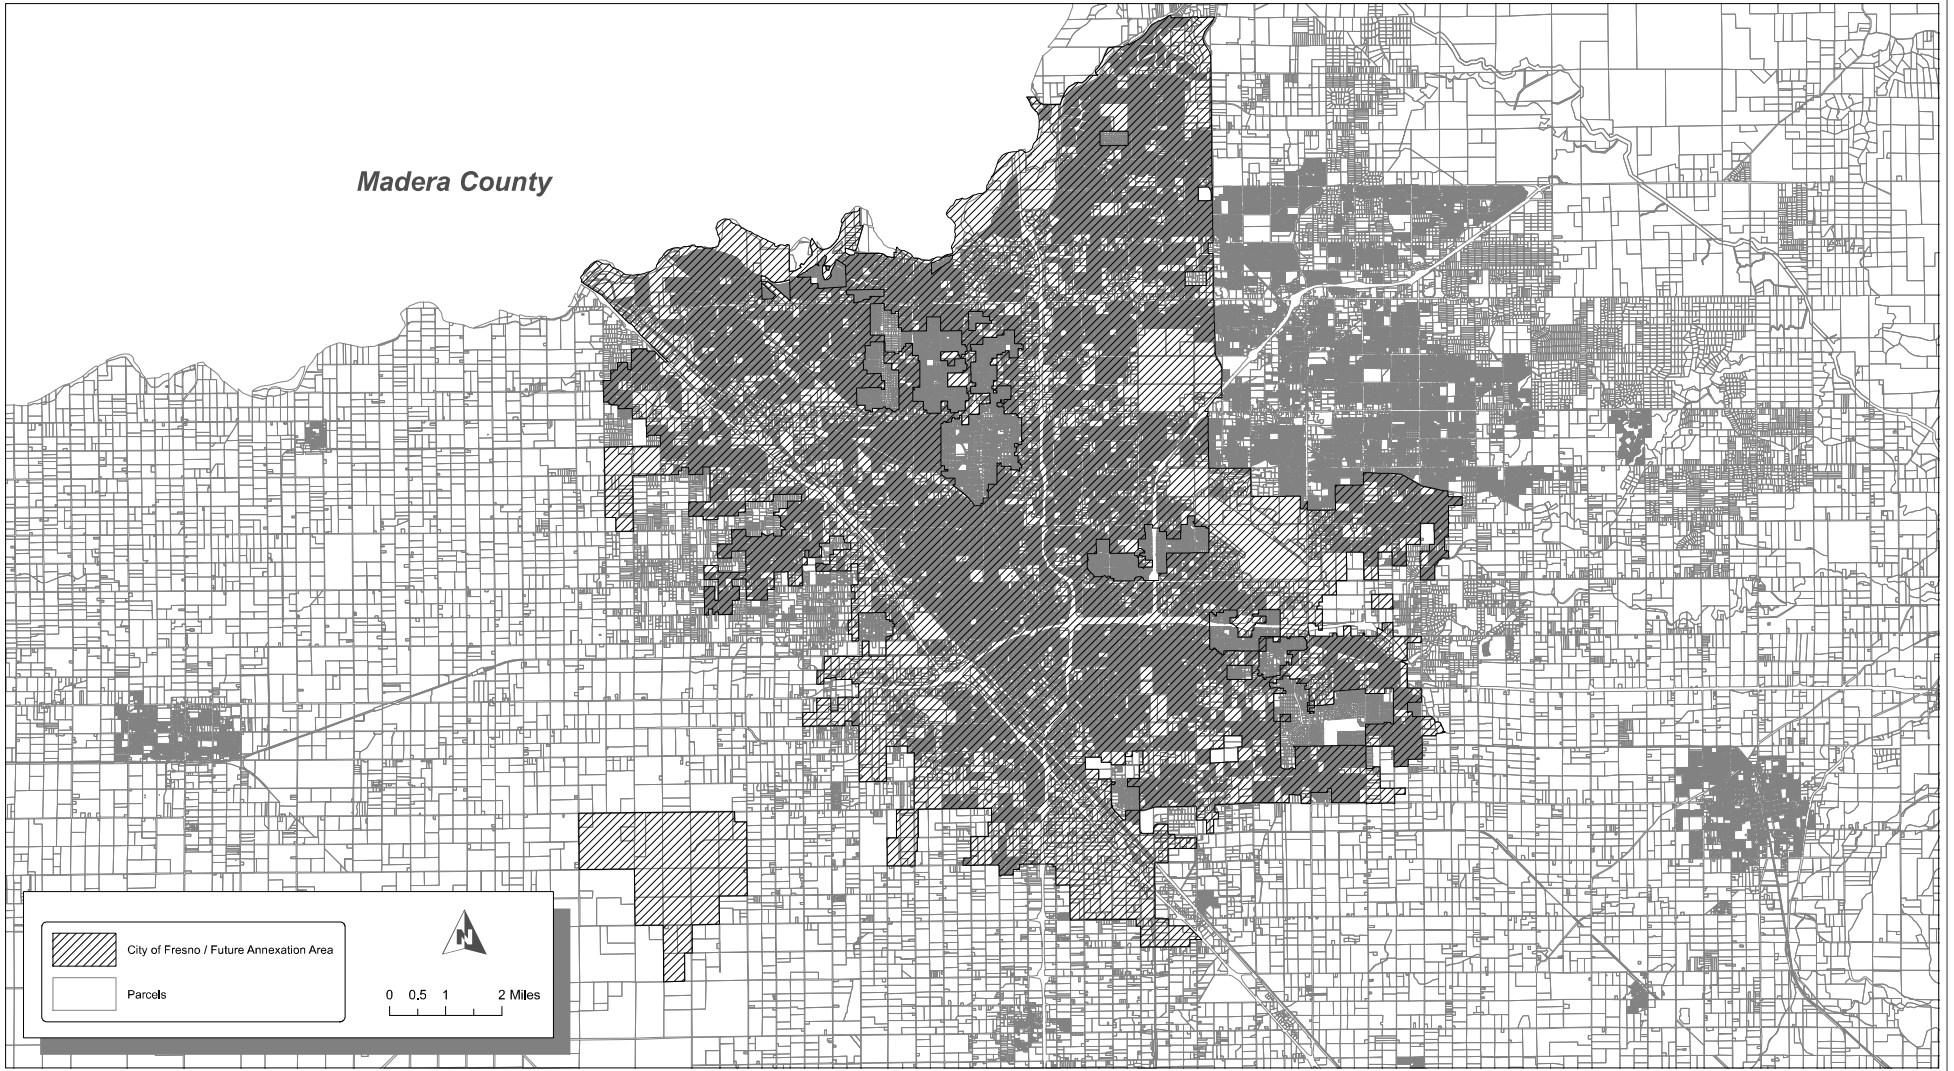 Madera County
City of Fresno / Future Annexation Area
Parcels
N
0 0.5 1 2 Miles